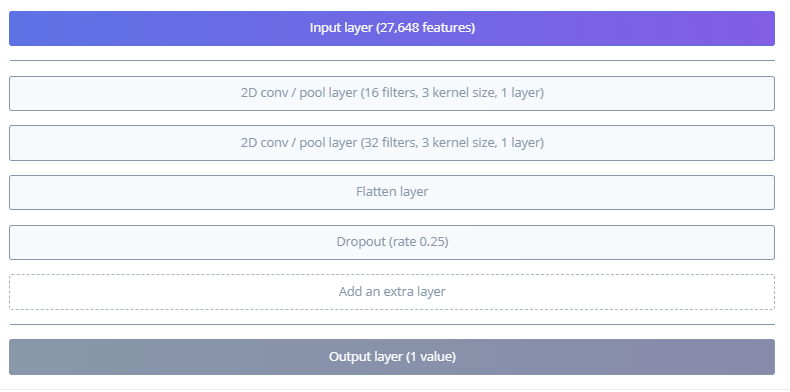 Input layer (27,648 features)
2D conv / pool layer (16 filters, 3 kernel size, 1 layer)
2D conv / pool layer (32 filters, 3 kernel size, 1 layer)
Flatten layer
Dropout (rate 0.25)
Add an extra layer
Output layer (1 value)